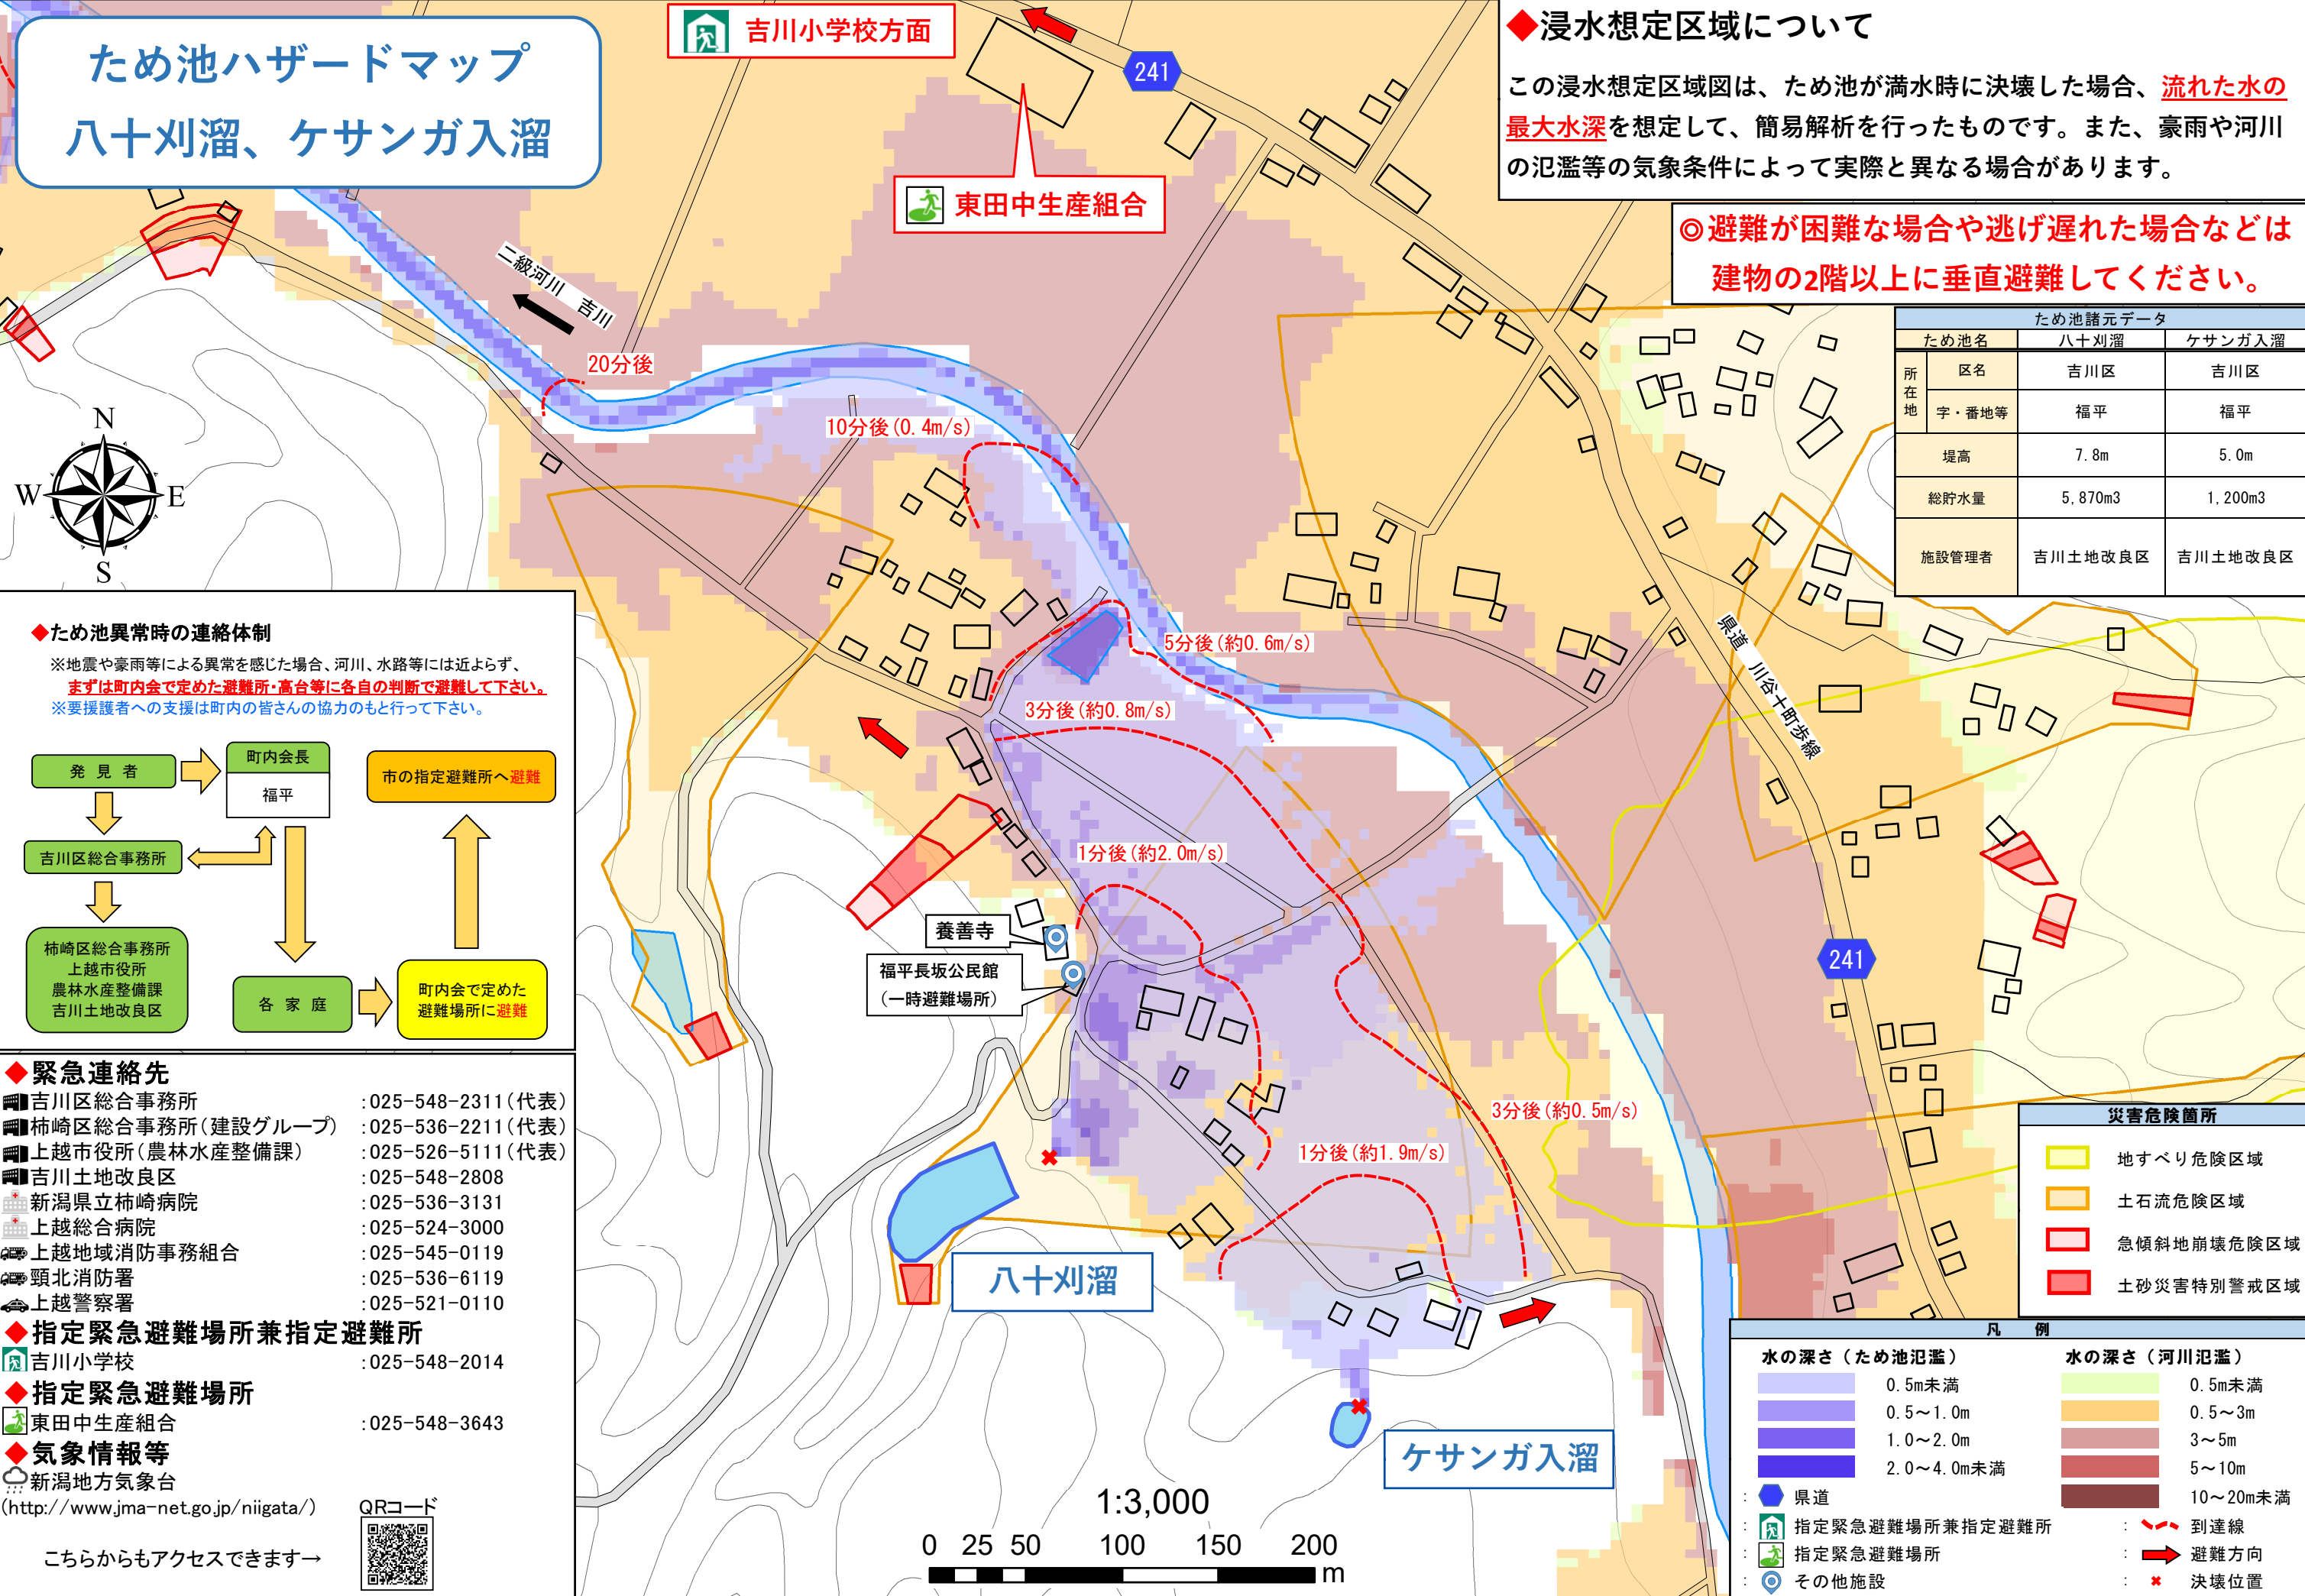 ため池ハザードマップ
八十刈溜、ケサンガ入溜
吉川小学校方面
241
東田中生産組合
◆浸水想定区域について
この浸水想定区域図は、ため池が満水時に決壊した場合、流れた水の
最大水深を想定して、簡易解析を行ったものです。また、豪雨や河川
の氾濫等の気象条件によって実際と異なる場合があります。
◎避難が困難な場合や逃げ遅れた場合などは
建物の2階以上に垂直避難してください。
ため池諸元データ
ため池名 八十刈溜 ケサンガ入溜
所在地 区名 吉川区 吉川区
字・番地等 福平 福平
堤高 7.8m 5.0m
総貯水量 5,870m3 1,200m3
施設管理者 吉川土地改良区 吉川土地改良区
二級河川 吉川
20分後
10分後(0.4m/s)
5分後(約0.6m/s)
3分後(約0.8m/s)
1分後(約2.0m/s)
3分後(約0.5m/s)
1分後(約1.9m/s)
県道 川谷十町歩線
241
養善寺
福平長坂公民館
（一時避難場所）
八十刈溜
ケサンガ入溜
N
W E
S
◆ため池異常時の連絡体制
※地震や豪雨等による異常を感じた場合、河川、水路等には近よらず、
まずは町内会で定めた避難所・高台等に各自の判断で避難して下さい。
※要援護者への支援は町内の皆さんの協力のもと行って下さい。
発見者
町内会長
福平
市の指定避難所へ避難
吉川区総合事務所
柿崎区総合事務所
上越市役所
農林水産整備課
吉川土地改良区
各家庭
町内会で定めた
避難場所に避難
◆緊急連絡先
吉川区総合事務所 :025-548-2311(代表)
柿崎区総合事務所(建設グループ) :025-536-2211(代表)
上越市役所(農林水産整備課) :025-526-5111(代表)
吉川土地改良区 :025-548-2808
新潟県立柿崎病院 :025-536-3131
上越総合病院 :025-524-3000
上越地域消防事務組合 :025-545-0119
頸北消防署 :025-536-6119
上越警察署 :025-521-0110
◆指定緊急避難場所兼指定避難所
吉川小学校 :025-548-2014
◆指定緊急避難場所
東田中生産組合 :025-548-3643
◆気象情報等
新潟地方気象台
(http://www.jma-net.go.jp/niigata/)
QRコード
こちらからもアクセスできます→
1:3,000
0 25 50 100 150 200
m
災害危険箇所
地すべり危険区域
土石流危険区域
急傾斜地崩壊危険区域
土砂災害特別警戒区域
凡 例
水の深さ（ため池氾濫） 水の深さ（河川氾濫）
0.5m未満 0.5m未満
0.5～1.0m 0.5～3m
1.0～2.0m 3～5m
2.0～4.0m未満 5～10m
: 県道 10～20m未満
: 指定緊急避難場所兼指定避難所 : 到達線
: 指定緊急避難場所 : 避難方向
: その他施設 : 決壊位置